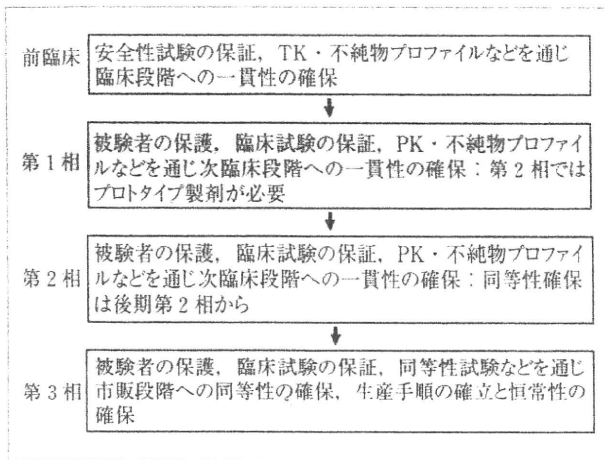 前臨床
安全性試験の保証，TK・不純物プロファイルなどを通じ
臨床段階への一貫性の確保
第1相
被験者の保護，臨床試験の保証，PK・不純物プロファイ
ルなどを通じ次臨床段階への一貫性の確保：第2相では
プロトタイプ製剤が必要
第2相
被験者の保護，臨床試験の保証，PK・不純物プロファイ
ルなどを通じ次臨床段階への一貫性の確保：同等性確保
は後期第2相から
第3相
被験者の保護，臨床試験の保証，同等性試験などを通じ
市販段階への同等性の確保，生産手順の確立と恒常性の
確保